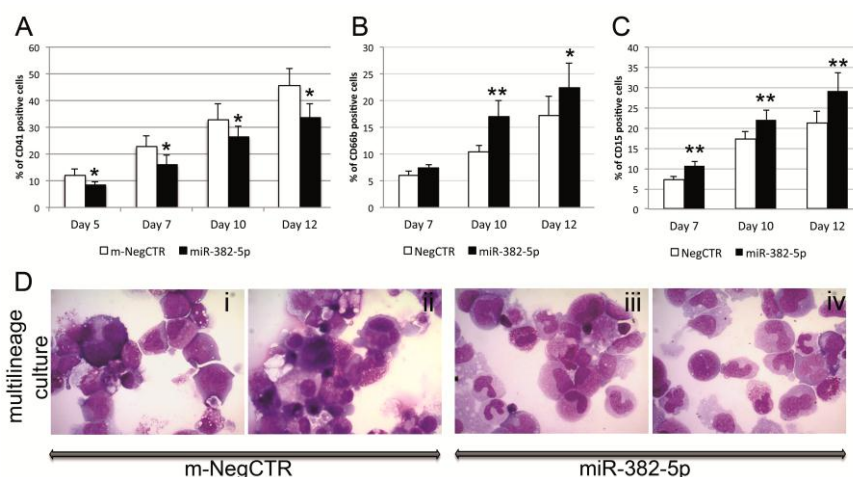 A
% of CD41 positive cells
60
50
40
30
20
10
0
* * * *
Day 5 Day 7 Day 10 Day 12
m-NegCTR miR-382-5p
B
% of CD66b positive cells
30
25
20
15
10
5
0
** *
Day 7 Day 10 Day 12
NegCTR miR-382-5p
C
% of CD15 positive cells
40
35
30
25
20
15
10
5
0
** ** **
Day 7 Day 10 Day 12
NegCTR miR-382-5p
D
multilineage
culture
i ii iii iv
m-NegCTR miR-382-5p